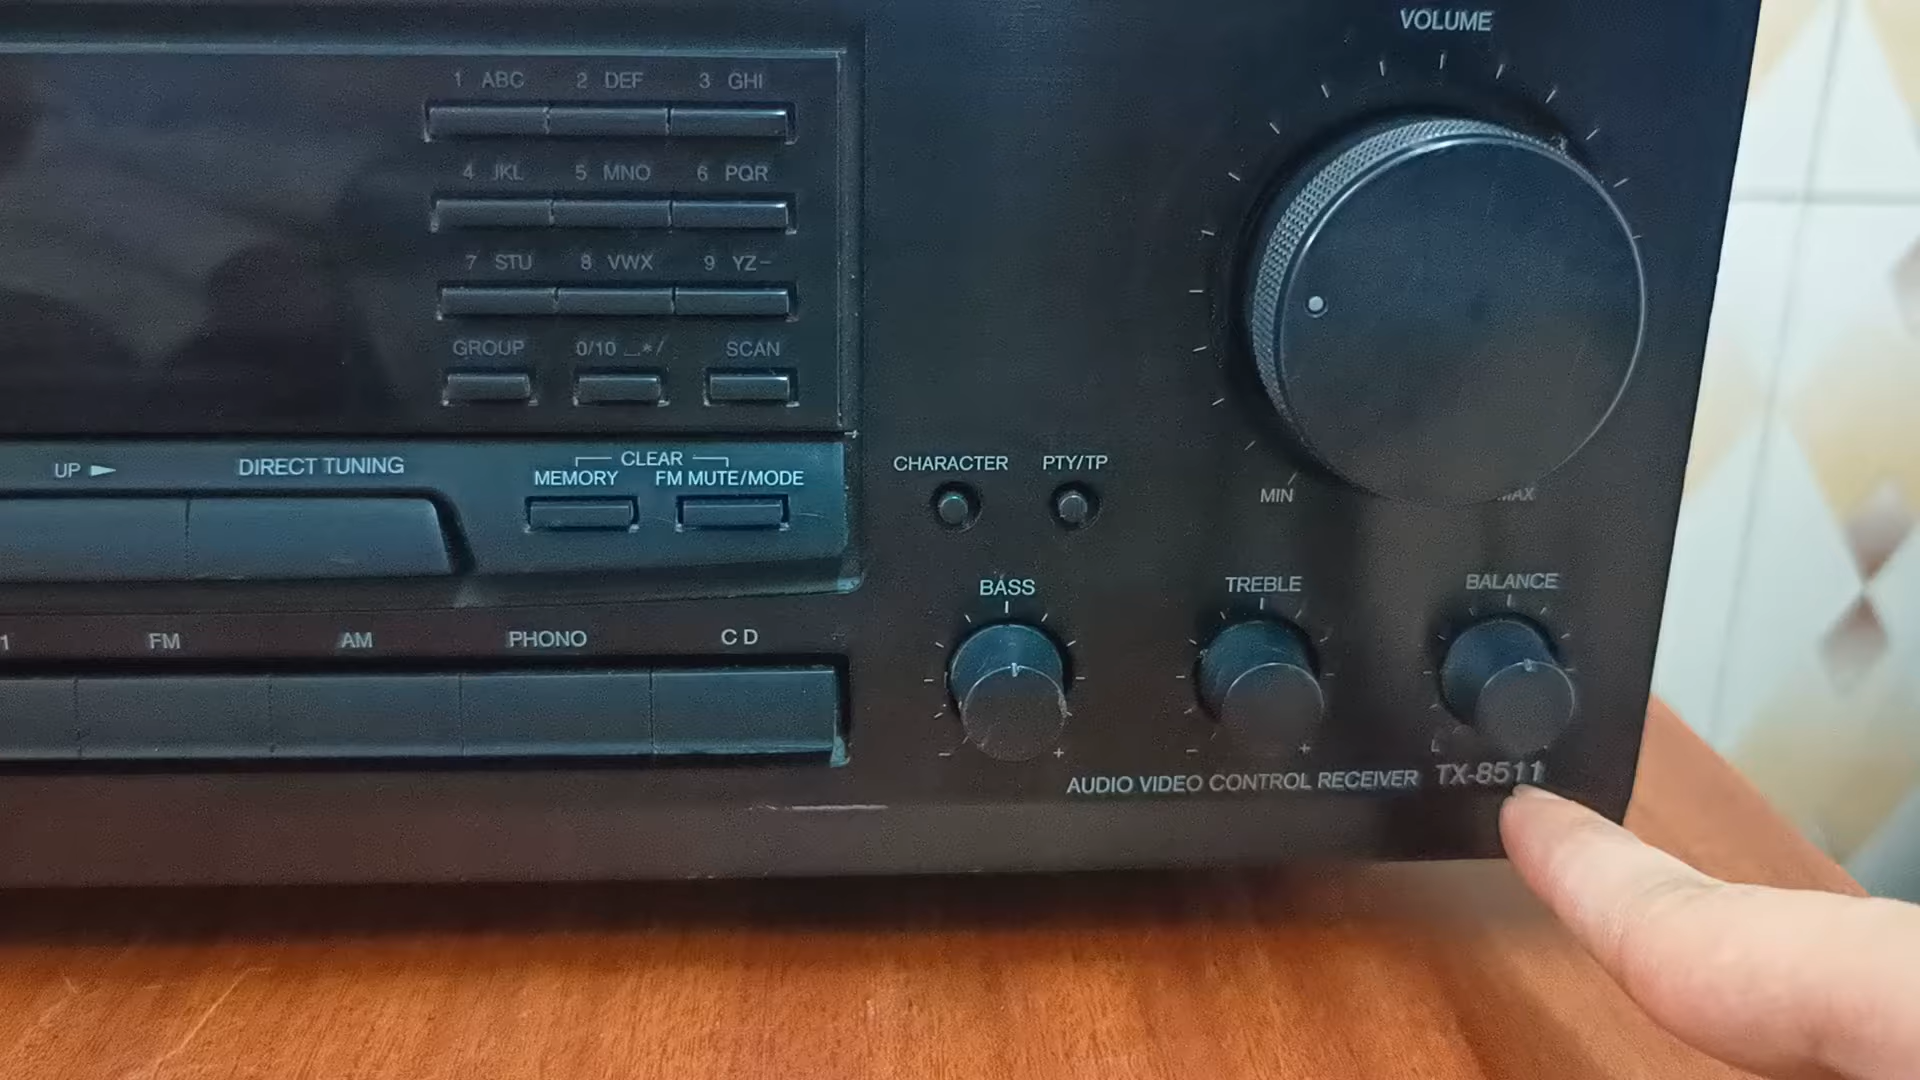 VOLUME
1 ABC 2 DEF 3 GHI
4 JKL 5 MNO 6 PQR
7 STU 8 VWX 9 YZ-
GROUP 0/10 ⎵*/ SCAN
MIN MAX
UP DIRECT TUNING
CLEAR
MEMORY FM MUTE/MODE
CHARACTER PTY/TP
BASS TREBLE BALANCE
1 FM AM PHONO CD
- + - + L
AUDIO VIDEO CONTROL RECEIVER TX-8511